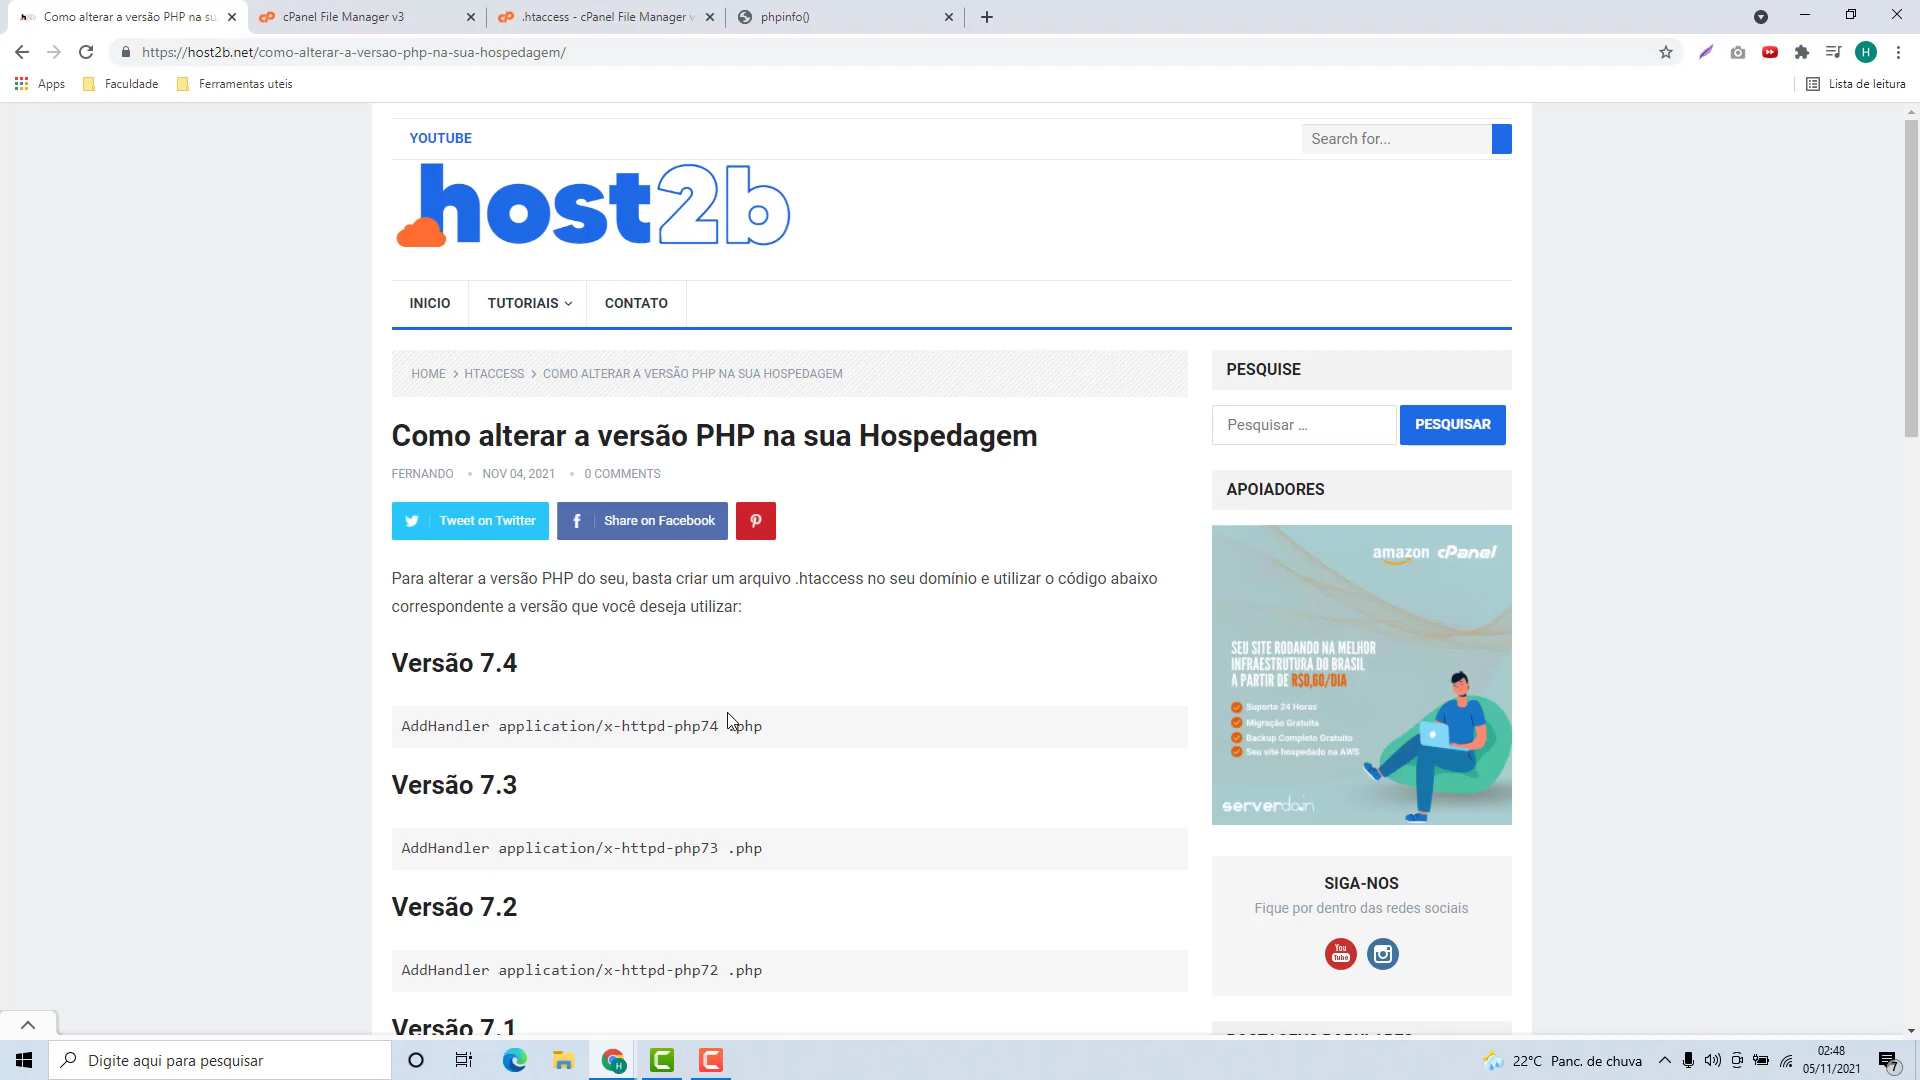 Como alterar a versão PHP na su
cPanel File Manager v3
.htaccess - cPanel File Manager v
phpinfo()
https://host2b.net/como-alterar-a-versao-php-na-sua-hospedagem/
H
Apps
Faculdade
Ferramentas uteis
Lista de leitura
YOUTUBE
Search for...
host2b
INICIO
TUTORIAIS
CONTATO
HOME > HTACCESS > COMO ALTERAR A VERSÃO PHP NA SUA HOSPEDAGEM
Como alterar a versão PHP na sua Hospedagem
FERNANDO • NOV 04, 2021 • 0 COMMENTS
Tweet on Twitter
Share on Facebook
Para alterar a versão PHP do seu, basta criar um arquivo .htaccess no seu domínio e utilizar o código abaixo
correspondente a versão que você deseja utilizar:
Versão 7.4
AddHandler application/x-httpd-php74 .php
Versão 7.3
AddHandler application/x-httpd-php73 .php
Versão 7.2
AddHandler application/x-httpd-php72 .php
Versão 7.1
PESQUISE
Pesquisar …
PESQUISAR
APOIADORES
amazon cPanel
SEU SITE RODANDO NA MELHOR
INFRAESTRUTURA DO BRASIL
A PARTIR DE R$0,60/DIA
Suporte 24 Horas
Migração Gratuita
Backup Completo Gratuito
Seu site hospedado na AWS
serverdoin
SIGA-NOS
Fique por dentro das redes sociais
You
Tube
Digite aqui para pesquisar
22°C Panc. de chuva
02:48
05/11/2021
7